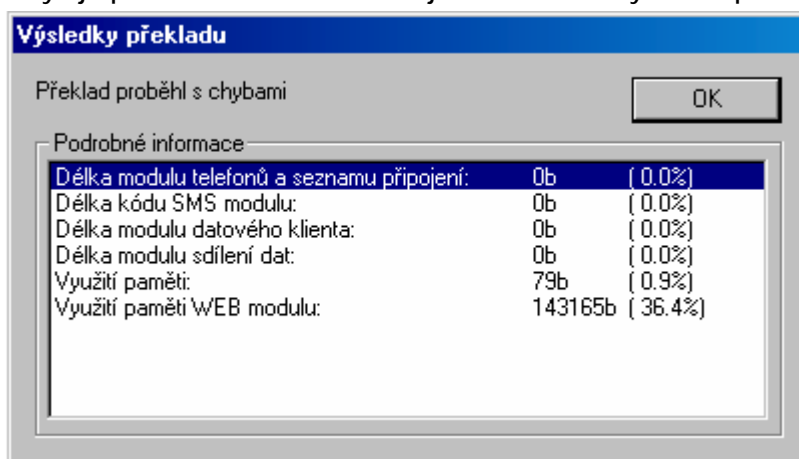 Výsledky překladu
Překlad proběhl s chybami
OK
Podrobné informace
Délka modulu telefonů a seznamu připojení: 0b ( 0.0%)
Délka kódu SMS modulu: 0b ( 0.0%)
Délka modulu datového klienta: 0b ( 0.0%)
Délka modulu sdílení dat: 0b ( 0.0%)
Využití paměti: 79b ( 0.9%)
Využití paměti WEB modulu: 143165b ( 36.4%)